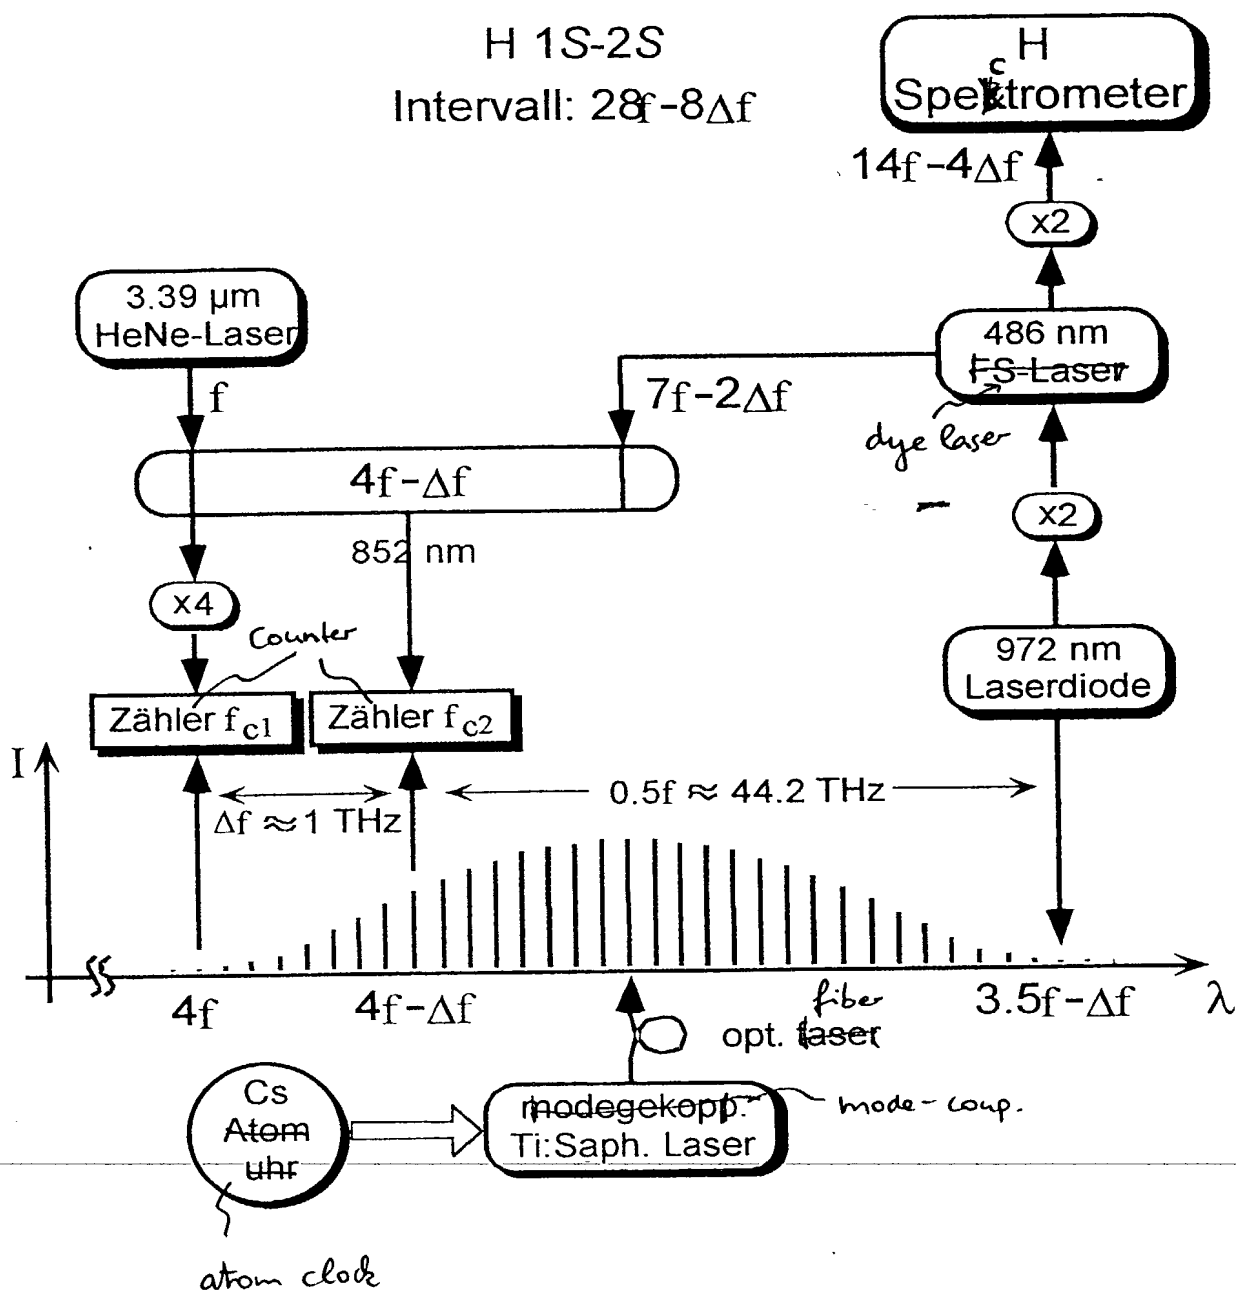 H 1S-2S
Intervall: 28f-8Δf
H
c
Spektrometer
14f-4Δf
x2
3.39 µm
HeNe-Laser
486 nm
FS-Laser
f
7f-2Δf
dye laser
4f-Δf
x2
852 nm
x4
Counter
972 nm
Laserdiode
Zähler fc1
Zähler fc2
I
0.5f ≈ 44.2 THz
Δf ≈ 1 THz
4f
4f-Δf
3.5f-Δf
λ
fiber
opt. faser
Cs
Atom
uhr
modegekopp.
Ti:Saph. Laser
mode-coup.
atom clock